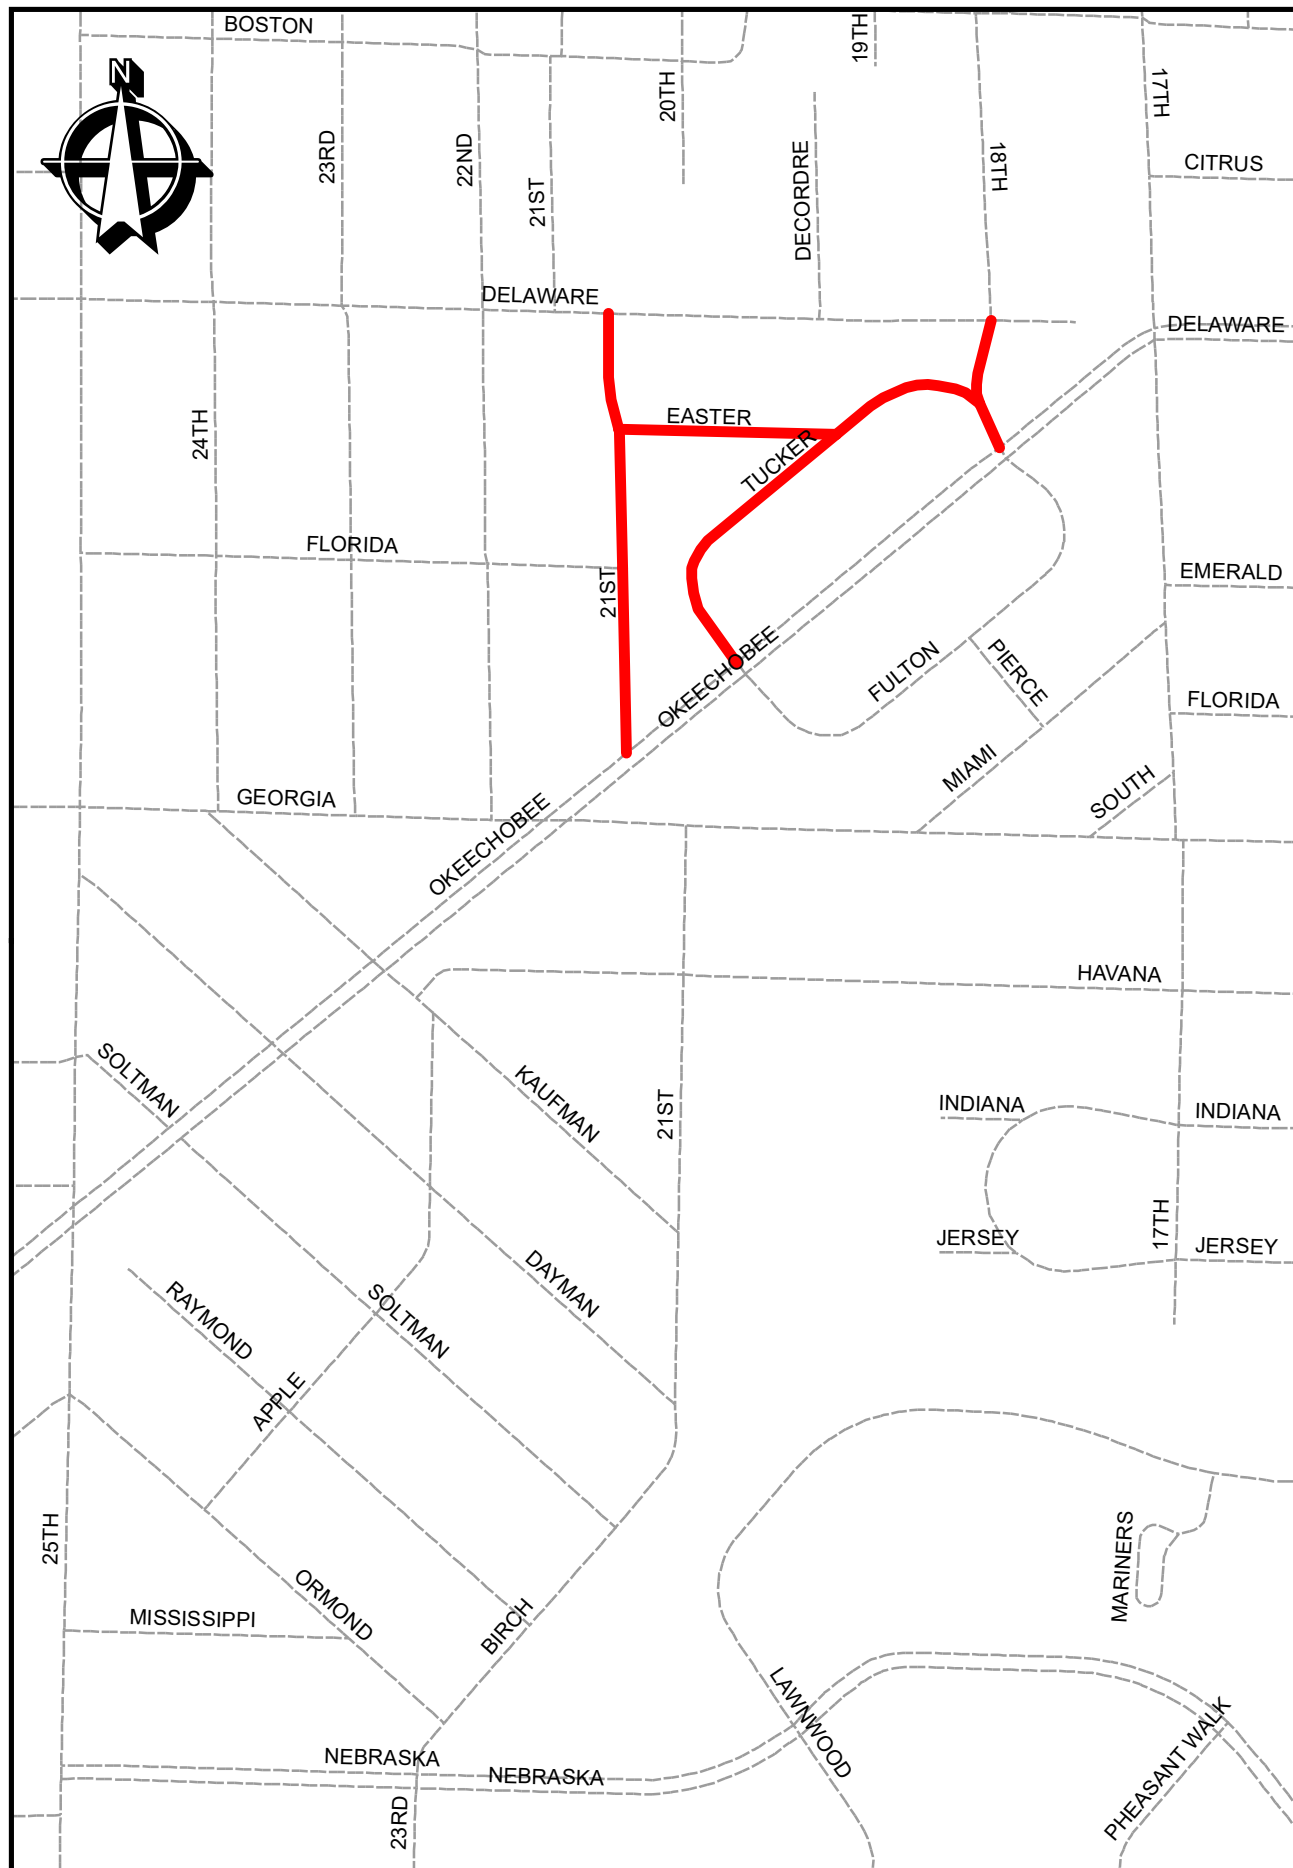 BOSTON
N
19TH
20TH
17TH
23RD
22ND
21ST
DECORDRE
18TH
CITRUS
DELAWARE
DELAWARE
EASTER
24TH
TUCKER
FLORIDA
21ST
EMERALD
OKEECHOBEE
FULTON
PIERCE
FLORIDA
MIAMI
SOUTH
GEORGIA
OKEECHOBEE
HAVANA
SOLTMAN
KAUFMAN
21ST
INDIANA
INDIANA
17TH
JERSEY
JERSEY
DAYMAN
RAYMOND
SOLTMAN
APPLE
25TH
MARINERS
ORMOND
MISSISSIPPI
BIRCH
LAWNWOOD
PHEASANT WALK
NEBRASKA
NEBRASKA
23RD